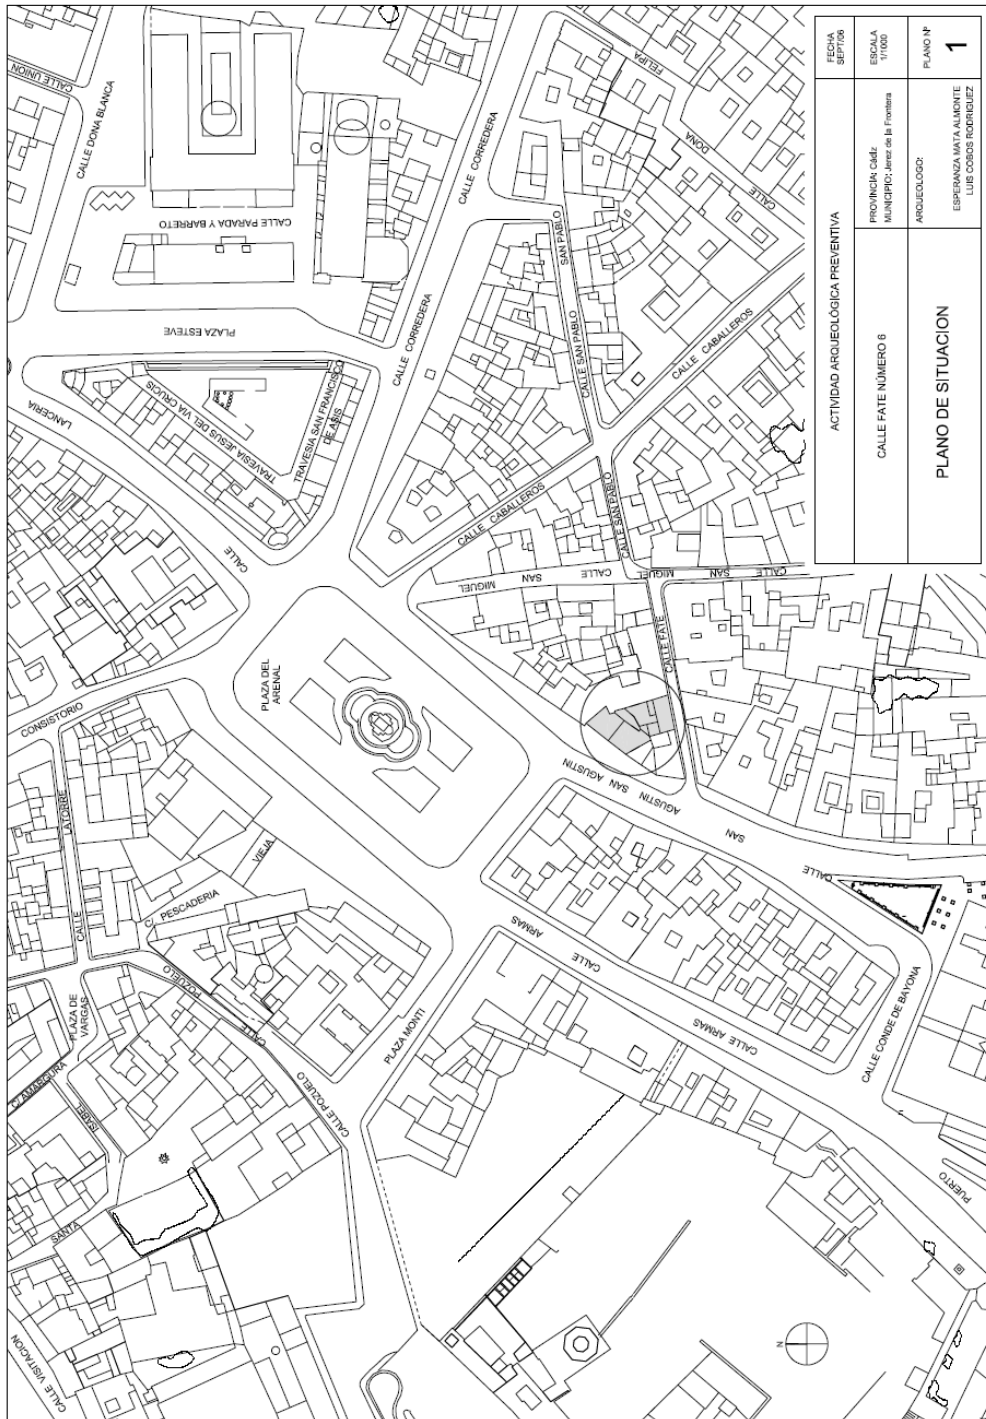 CALLE UNION
CALLE DONA BLANCA
CALLE PARADA Y BARRETO
PLAZA ESTEVE
CALLE CORREDERA
CALLE CORREDERA
FELIPA
DONA
CALLE
SAN PABLO
CALLE SAN PABLO
CALLE CABALLEROS
LANCERIA
CALLE
TRAVESIA JESUS DEL VIA CRUCIS
TRAVESIA SAN FRANCISCO
DE ASIS
CALLE CABALLEROS
CALLE SAN PABLO
MIGUEL SAN CALLE
CALLE SAN MIGUEL
CALLE FATE
CONSISTORIO
PLAZA DEL
ARENAL
AGUSTIN SAN
AGUSTIN
SAN
CALLE
LATORRE
CALLE
VIEJA
PESCADERIA
C/
POZUELO
CALLE
CALLE POZUELO
PLAZA DE
VARGAS
C/ AMARGURA
ISABEL
SANTA
CALLE VISITACION
PLAZA MONTI
ARMAS
CALLE
CALLE ARMAS
CALLE CONDE DE BAYONA
PUERTO
N
ACTIVIDAD ARQUEOLÓGICA PREVENTIVA
FECHA
SEPT/06
CALLE FATE NÚMERO 6
PROVINCIA: CÁDIZ
MUNICIPIO: Jerez de la Frontera
ESCALA
1/1000
PLANO DE SITUACION
ARQUEOLOGO:
ESPERANZA MATA ALMONTE
LUIS COBOS RODRIGUEZ
PLANO Nº
1